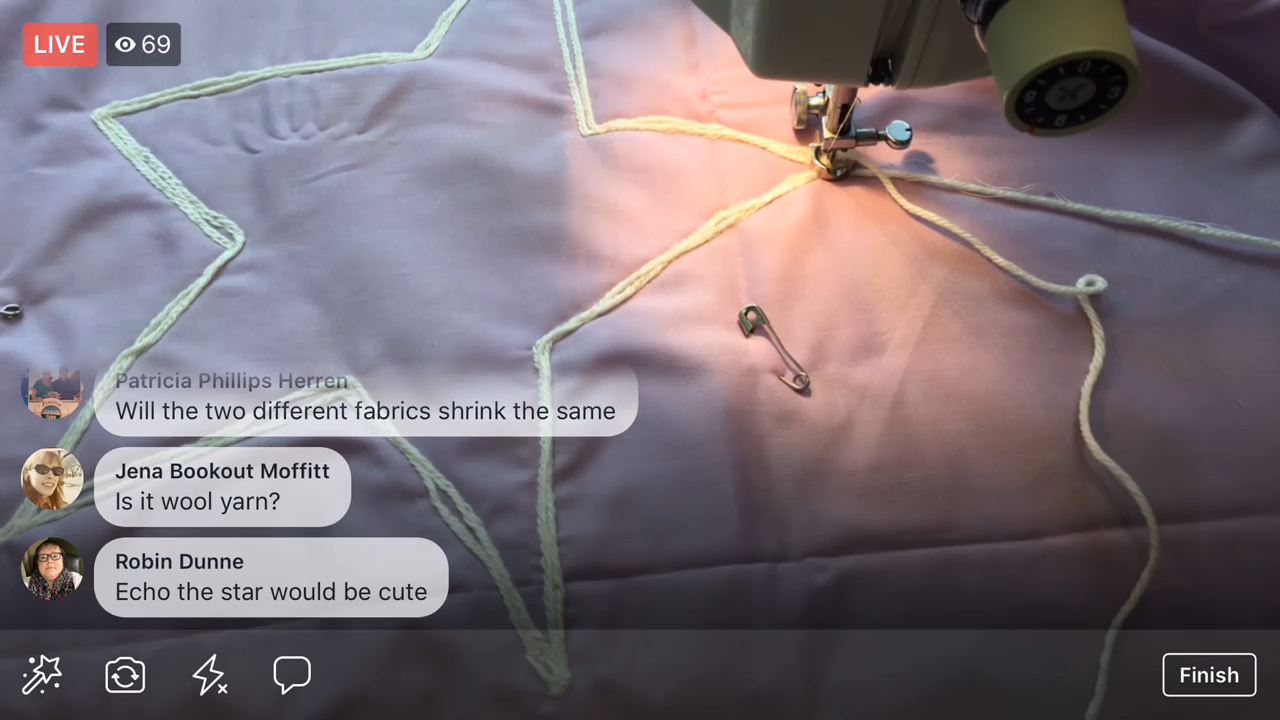 LIVE 69
Patricia Phillips Herren
Will the two different fabrics shrink the same
Jena Bookout Moffitt
Is it wool yarn?
Robin Dunne
Echo the star would be cute
Finish